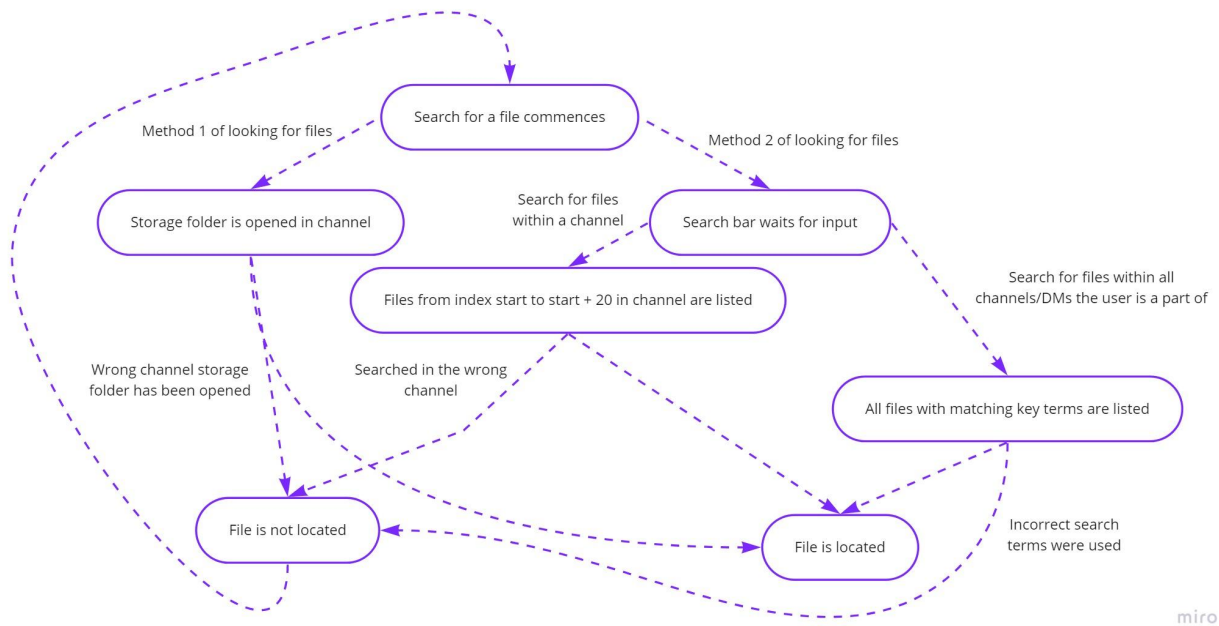 Search for a file commences
Method 1 of looking for files
Method 2 of looking for files
Search for files
within a channel
Storage folder is opened in channel
Search bar waits for input
Files from index start to start + 20 in channel are listed
Search for files within all
channels/DMs the user is a part of
Wrong channel storage
folder has been opened
Searched in the wrong
channel
All files with matching key terms are listed
File is not located
File is located
Incorrect search
terms were used
miro